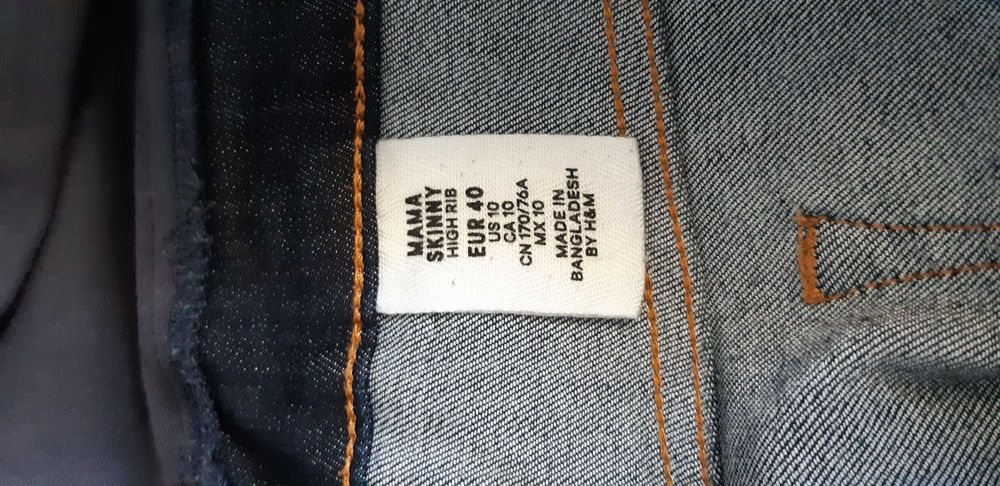 MAMA
SKINNY
HIGH RIB
EUR 40
US 10
CA 10
CN 170/76A
MX 10
MADE IN
BANGLADESH
BY H&M